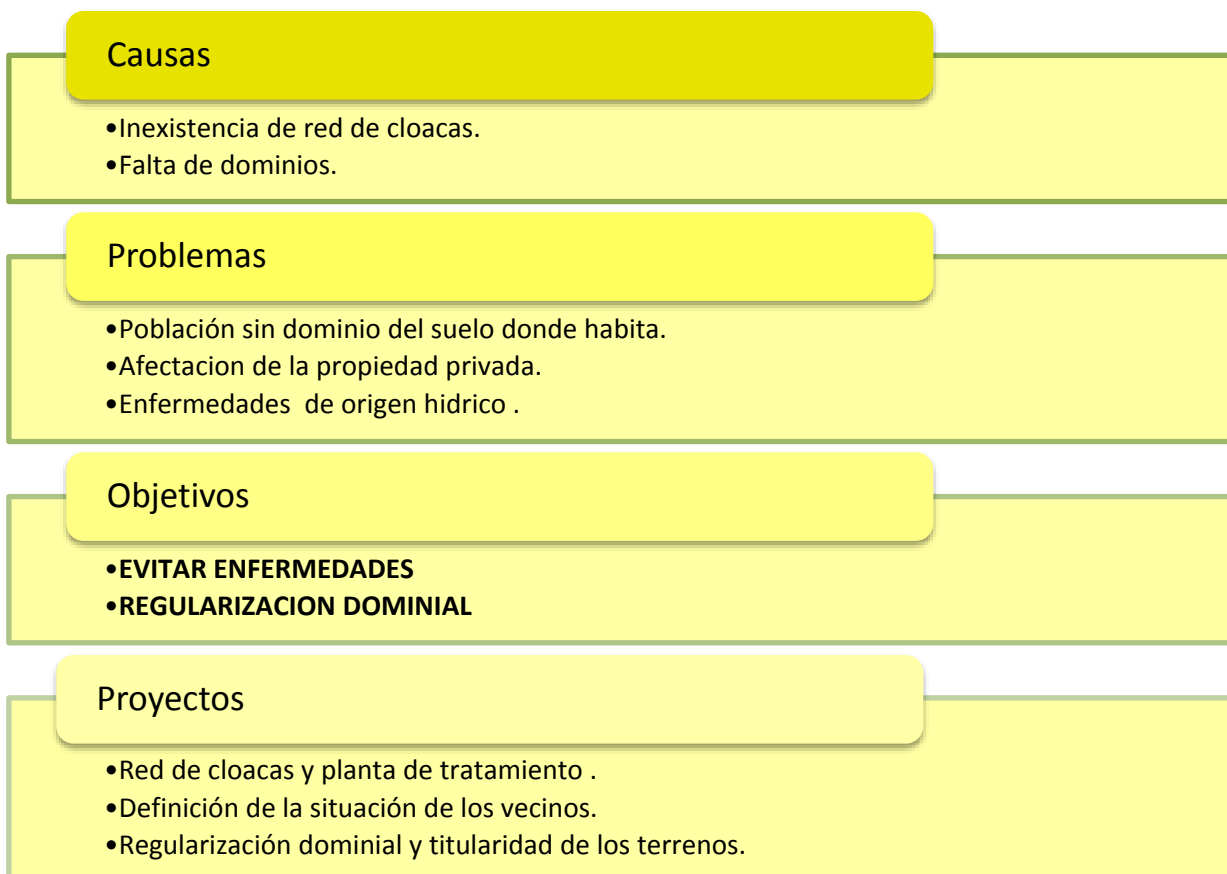 Causas
•Inexistencia de red de cloacas.
•Falta de dominios.
Problemas
•Población sin dominio del suelo donde habita.
•Afectacion de la propiedad privada.
•Enfermedades  de origen hidrico .
Objetivos
•EVITAR ENFERMEDADES
•REGULARIZACION DOMINIAL
Proyectos
•Red de cloacas y planta de tratamiento .
•Definición de la situación de los vecinos.
•Regularización dominial y titularidad de los terrenos.